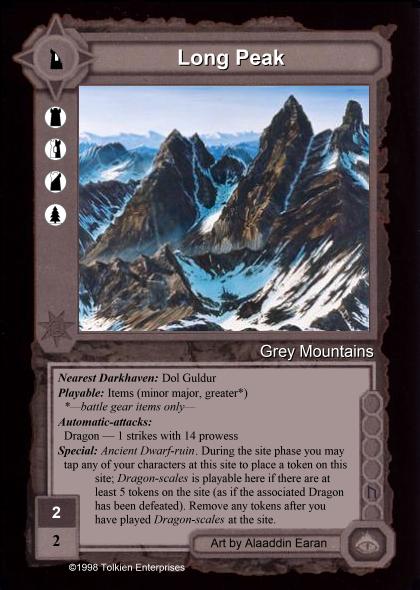 Long Peak
Grey Mountains
Nearest Darkhaven: Dol Guldur
Playable: Items (minor major, greater*)
*—battle gear items only—
Automatic-attacks:
Dragon — 1 strikes with 14 prowess
Special: Ancient Dwarf-ruin. During the site phase you may
tap any of your characters at this site to place a token on this
site; Dragon-scales is playable here if there are at
least 5 tokens on the site (as if the associated Dragon
has been defeated). Remove any tokens after you
have played Dragon-scales at the site.
2
2
Art by Alaaddin Earan
©1998 Tolkien Enterprises